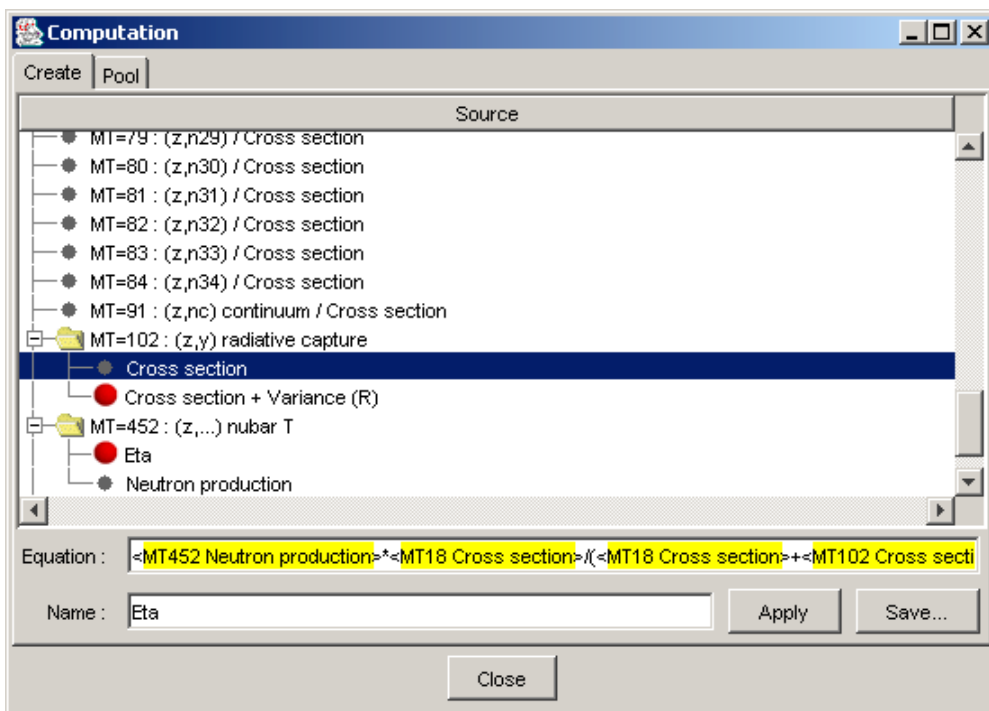 Computation
Create Pool
Source
MT=79 : (z,n29) / Cross section
MT=80 : (z,n30) / Cross section
MT=81 : (z,n31) / Cross section
MT=82 : (z,n32) / Cross section
MT=83 : (z,n33) / Cross section
MT=84 : (z,n34) / Cross section
MT=91 : (z,nc) continuum / Cross section
MT=102 : (z,y) radiative capture
Cross section
Cross section + Variance (R)
MT=452 : (z,...) nubar T
Eta
Neutron production
Equation : <MT452 Neutron production>*<MT18 Cross section>/(<MT18 Cross section>+<MT102 Cross secti
Name : Eta Apply Save...
Close